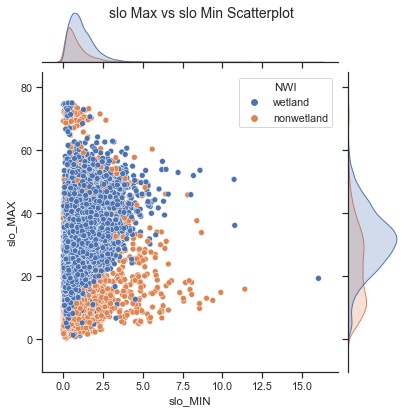 slo Max vs slo Min Scatterplot
NWI
wetland
nonwetland
80
60
40
20
0
slo_MAX
0.0 2.5 5.0 7.5 10.0 12.5 15.0
slo_MIN